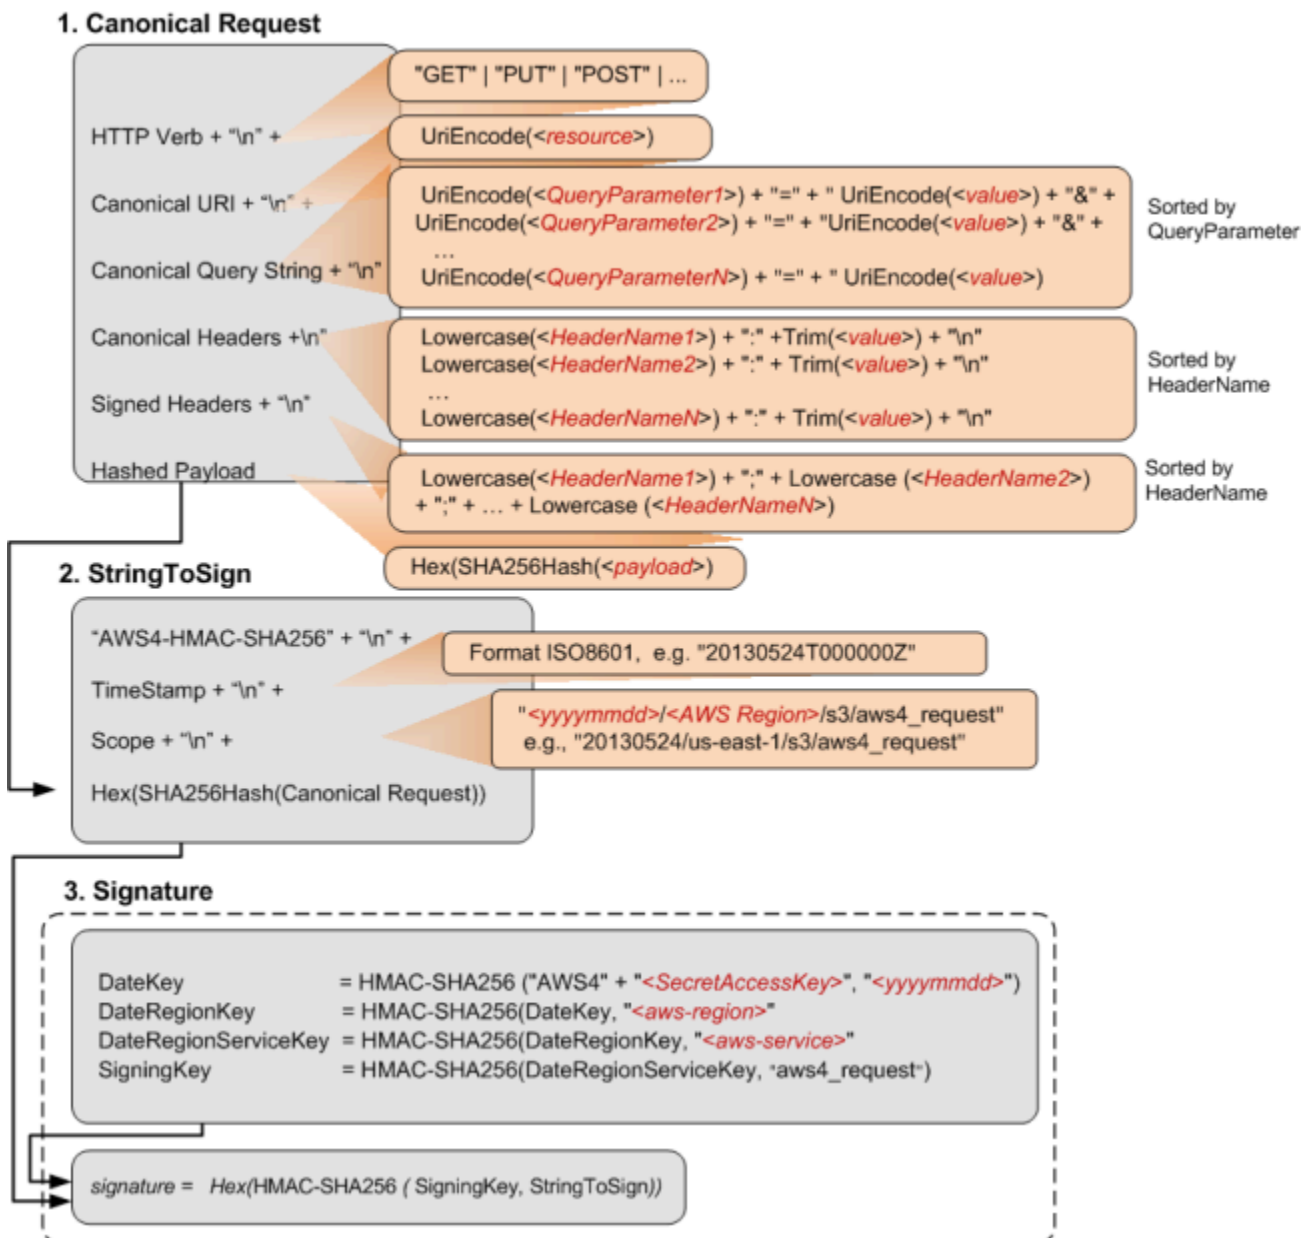 1. Canonical Request
"GET" | "PUT" | "POST" | ...
HTTP Verb + “\n” +
UriEncode(<resource>)
Canonical URI + “\n” +
UriEncode(<QueryParameter1>) + "=" + " UriEncode(<value>) + "&" +
UriEncode(<QueryParameter2>) + "=" + "UriEncode(<value>) + "&" +
...
UriEncode(<QueryParameterN>) + "=" + " UriEncode(<value>)
Sorted by
QueryParameter
Canonical Query String + “\n”
Canonical Headers +\n”
Lowercase(<HeaderName1>) + ":" +Trim(<value>) + "\n"
Lowercase(<HeaderName2>) + ":" + Trim(<value>) + "\n"
...
Lowercase(<HeaderNameN>) + ":" + Trim(<value>) + "\n"
Sorted by
HeaderName
Signed Headers + “\n”
Hashed Payload
Lowercase(<HeaderName1>) + ";" + Lowercase (<HeaderName2>)
+ ";" + ... + Lowercase (<HeaderNameN>)
Sorted by
HeaderName
Hex(SHA256Hash(<payload>)
2. StringToSign
“AWS4-HMAC-SHA256” + “\n” +
Format ISO8601, e.g. "20130524T000000Z"
TimeStamp + “\n” +
"<yyyymmdd>/<AWS Region>/s3/aws4_request"
e.g., "20130524/us-east-1/s3/aws4_request"
Scope + “\n” +
Hex(SHA256Hash(Canonical Request))
3. Signature
DateKey = HMAC-SHA256 ("AWS4" + "<SecretAccessKey>", "<yyyymmdd>")
DateRegionKey = HMAC-SHA256(DateKey, "<aws-region>"
DateRegionServiceKey = HMAC-SHA256(DateRegionKey, "<aws-service>"
SigningKey = HMAC-SHA256(DateRegionServiceKey, "aws4_request")
signature = Hex(HMAC-SHA256 ( SigningKey, StringToSign))